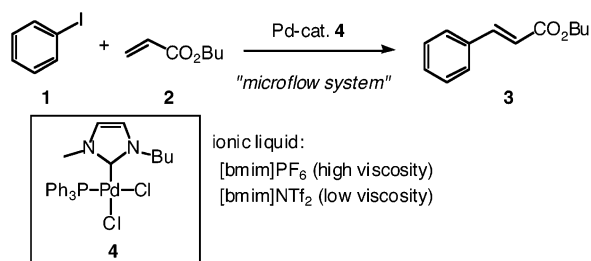 I
+
CO₂Bu
Pd-cat. 4
"microflow system"
CO₂Bu
1
2
3
N
N
Bu
Ph₃P
Pd
Cl
Cl
4
ionic liquid:
[bmim]PF₆ (high viscosity)
[bmim]NTf₂ (low viscosity)